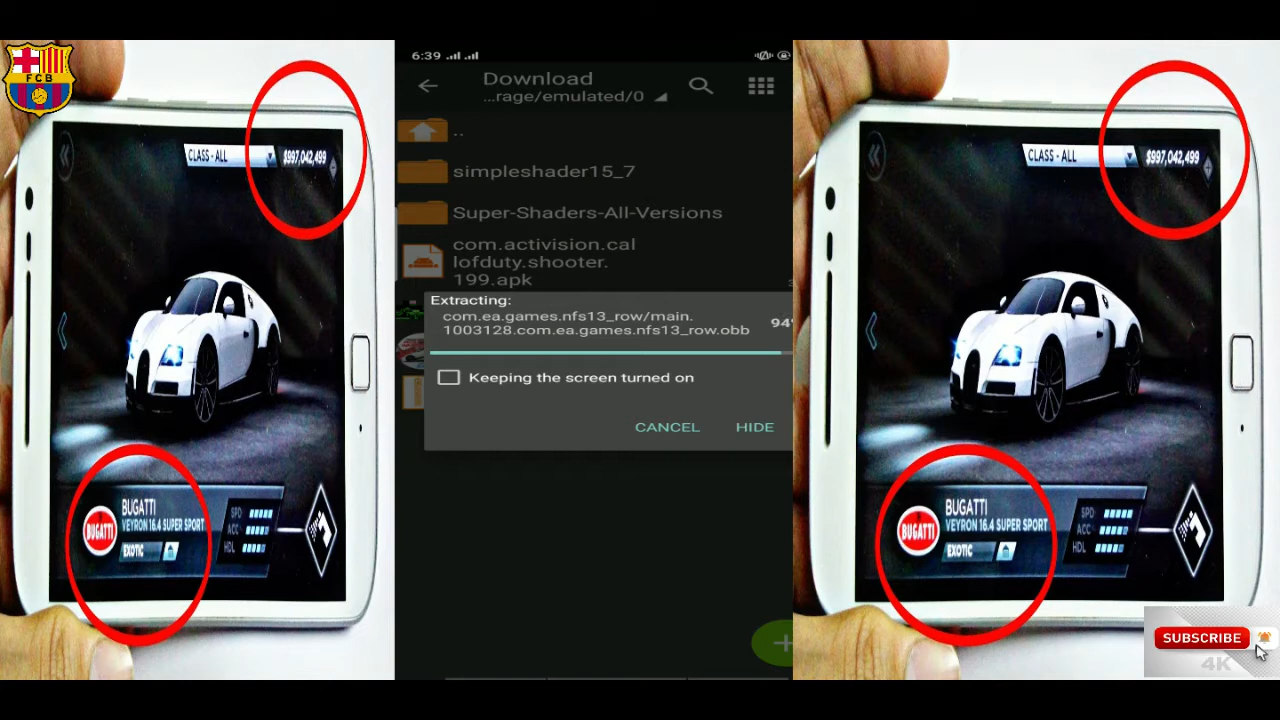 FCB
CLASS - ALL
$997,042,499
BUGATTI
BUGATTI
VEYRON 16.4 SUPER SPORT
EXOTIC
SPD
ACC
HDL
6:39
Download
...rage/emulated/0
..
simpleshader15_7
Super-Shaders-All-Versions
com.activision.cal
lofduty.shooter.
199.apk
Extracting:
com.ea.games.nfs13_row/main.
1003128.com.ea.games.nfs13_row.obb
94
Keeping the screen turned on
CANCEL
HIDE
CLASS - ALL
$997,042,499
BUGATTI
BUGATTI
VEYRON 16.4 SUPER SPORT
EXOTIC
SPD
ACC
HDL
SUBSCRIBE
4K